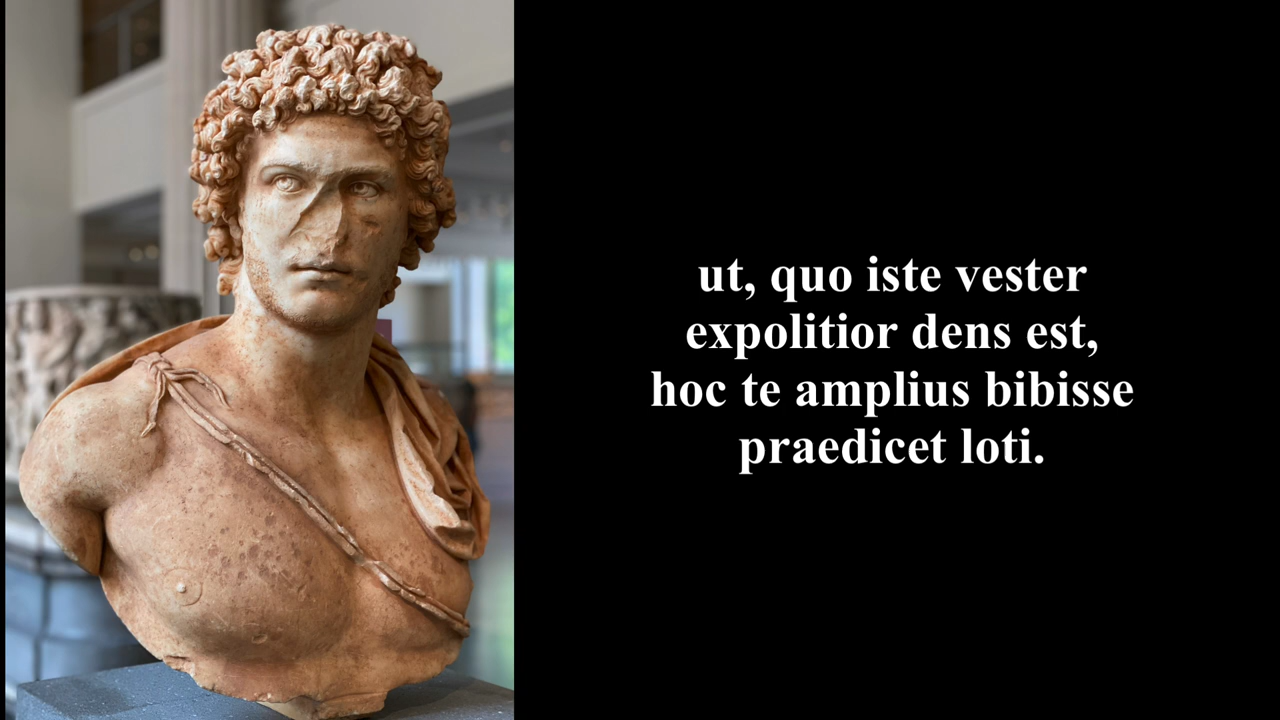 ut, quo iste vester
expolitior dens est,
hoc te amplius bibisse
praedicet loti.